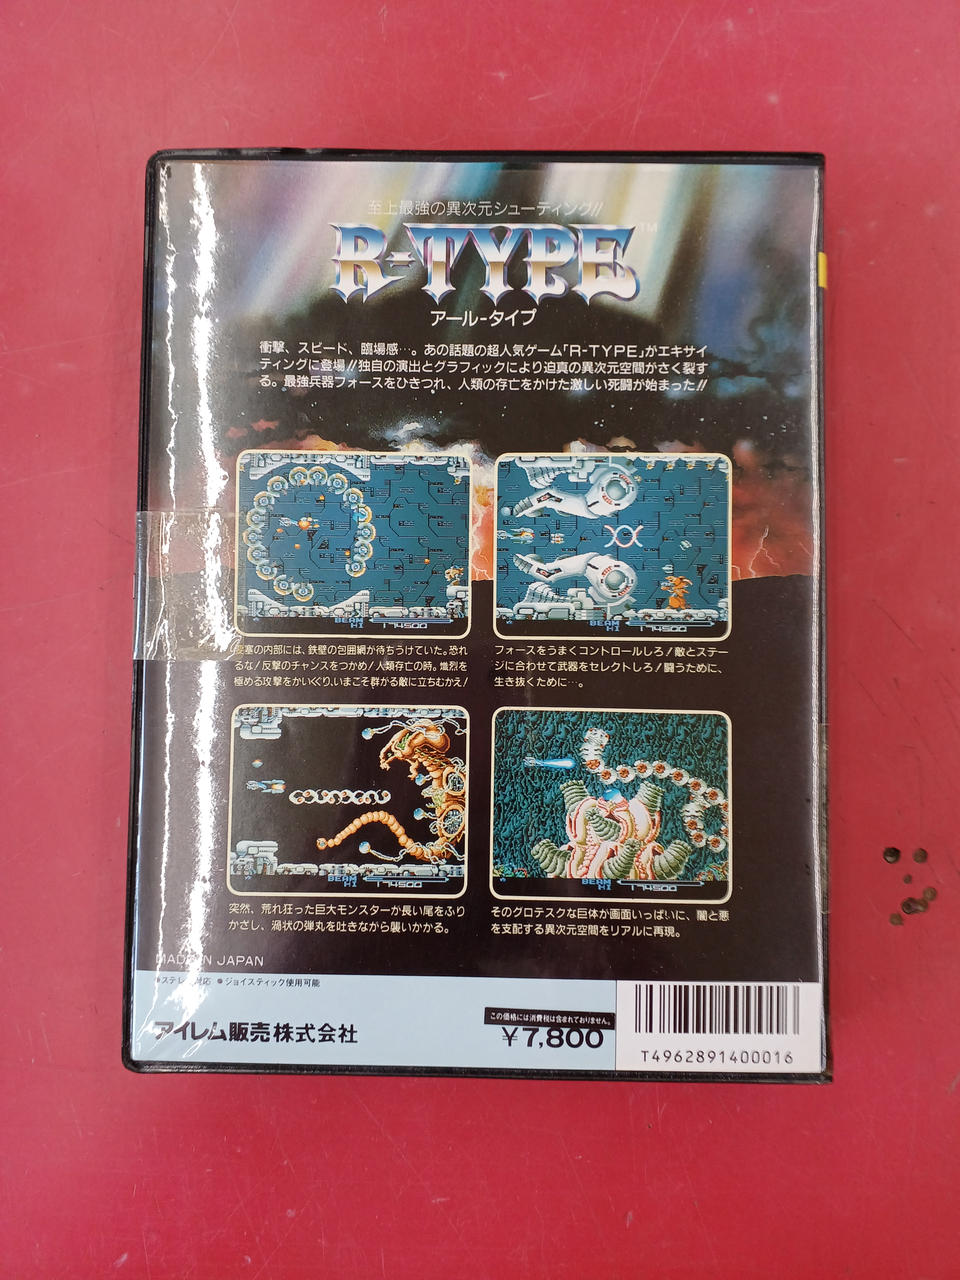 至上最強の異次元シューティング!!
R-TYPE™
アール-タイプ
衝撃、スピード、臨場感…。あの話題の超人気ゲーム「R-TYPE」がエキサイ
ティングに登場!!独自の演出とグラフィックにより迫真の異次元空間がさく裂す
る。最強兵器フォースをひきつれ、人類の存亡をかけた激しい死闘が始まった!!
BEAM
HI 174500
BEAM
HI 174500
要塞の内部には、鉄壁の包囲網が待ちうけていた。恐れ
るな!反撃のチャンスをつかめ!人類存亡の時。熾烈を
極める攻撃をかいくぐり、いまこそ群がる敵に立ちむかえ!
フォースをうまくコントロールしろ!敵とステー
ジに合わせて武器をセレクトしろ!闘うために、
生き抜くために…。
BEAM
HI 174500
BEAM
HI 174500
突然、荒れ狂った巨大モンスターが長い尾をふり
かざし、渦状の弾丸を吐きながら襲いかかる。
そのグロテスクな巨体が画面いっぱいに、闇と悪
を支配する異次元空間をリアルに再現。
MADE IN JAPAN
●ステレオ対応 ●ジョイスティック使用可能
アイレム販売株式会社
この価格には消費税は含まれておりません。
¥7,800
T4962891400016